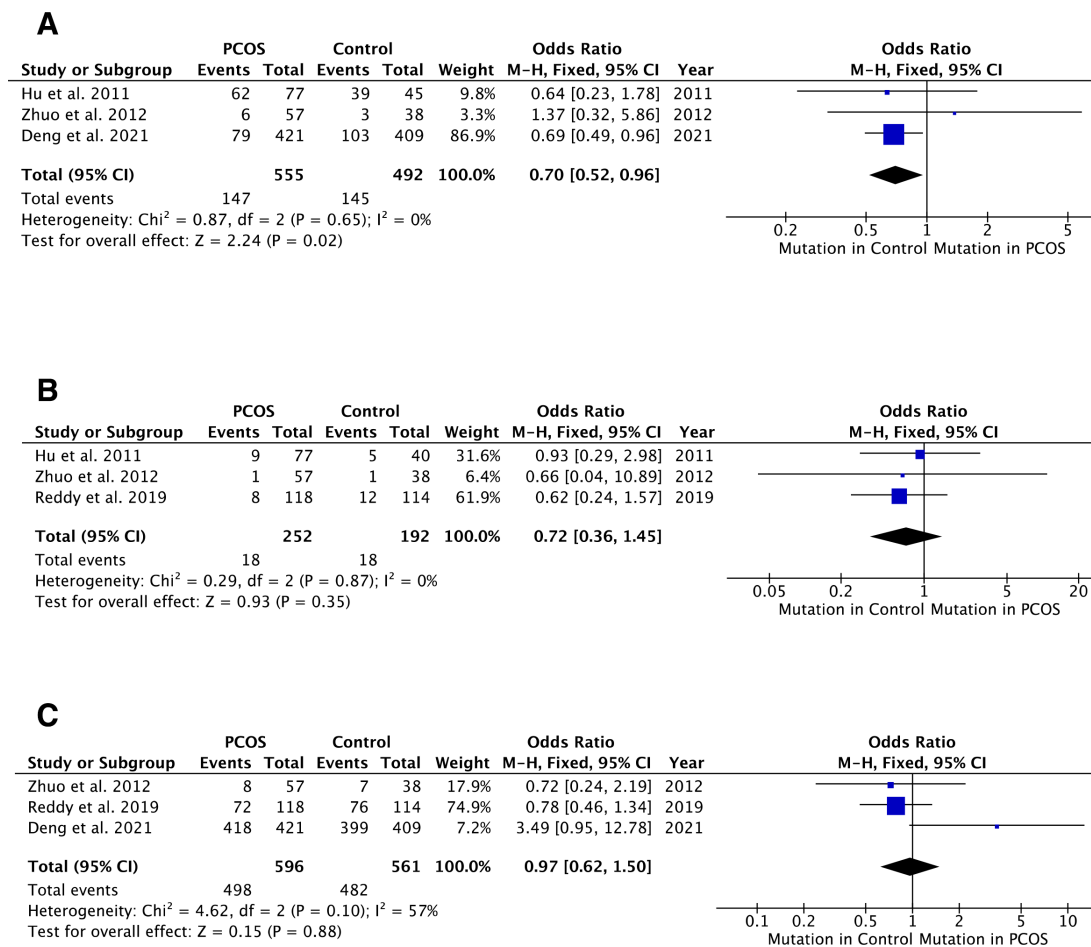 A
PCOS Control Odds Ratio Odds Ratio
Study or Subgroup Events Total Events Total Weight M-H, Fixed, 95% CI Year M-H, Fixed, 95% CI
Hu et al. 2011 62 77 39 45 9.8% 0.64 [0.23, 1.78] 2011
Zhuo et al. 2012 6 57 3 38 3.3% 1.37 [0.32, 5.86] 2012
Deng et al. 2021 79 421 103 409 86.9% 0.69 [0.49, 0.96] 2021
Total (95% CI) 555 492 100.0% 0.70 [0.52, 0.96]
Total events 147 145
Heterogeneity: Chi² = 0.87, df = 2 (P = 0.65); I² = 0%
Test for overall effect: Z = 2.24 (P = 0.02)
0.2 0.5 1 2 5
Mutation in Control Mutation in PCOS
B
PCOS Control Odds Ratio Odds Ratio
Study or Subgroup Events Total Events Total Weight M-H, Fixed, 95% CI Year M-H, Fixed, 95% CI
Hu et al. 2011 9 77 5 40 31.6% 0.93 [0.29, 2.98] 2011
Zhuo et al. 2012 1 57 1 38 6.4% 0.66 [0.04, 10.89] 2012
Reddy et al. 2019 8 118 12 114 61.9% 0.62 [0.24, 1.57] 2019
Total (95% CI) 252 192 100.0% 0.72 [0.36, 1.45]
Total events 18 18
Heterogeneity: Chi² = 0.29, df = 2 (P = 0.87); I² = 0%
Test for overall effect: Z = 0.93 (P = 0.35)
0.05 0.2 1 5 20
Mutation in Control Mutation in PCOS
C
PCOS Control Odds Ratio Odds Ratio
Study or Subgroup Events Total Events Total Weight M-H, Fixed, 95% CI Year M-H, Fixed, 95% CI
Zhuo et al. 2012 8 57 7 38 17.9% 0.72 [0.24, 2.19] 2012
Reddy et al. 2019 72 118 76 114 74.9% 0.78 [0.46, 1.34] 2019
Deng et al. 2021 418 421 399 409 7.2% 3.49 [0.95, 12.78] 2021
Total (95% CI) 596 561 100.0% 0.97 [0.62, 1.50]
Total events 498 482
Heterogeneity: Chi² = 4.62, df = 2 (P = 0.10); I² = 57%
Test for overall effect: Z = 0.15 (P = 0.88)
0.1 0.2 0.5 1 2 5 10
Mutation in Control Mutation in PCOS